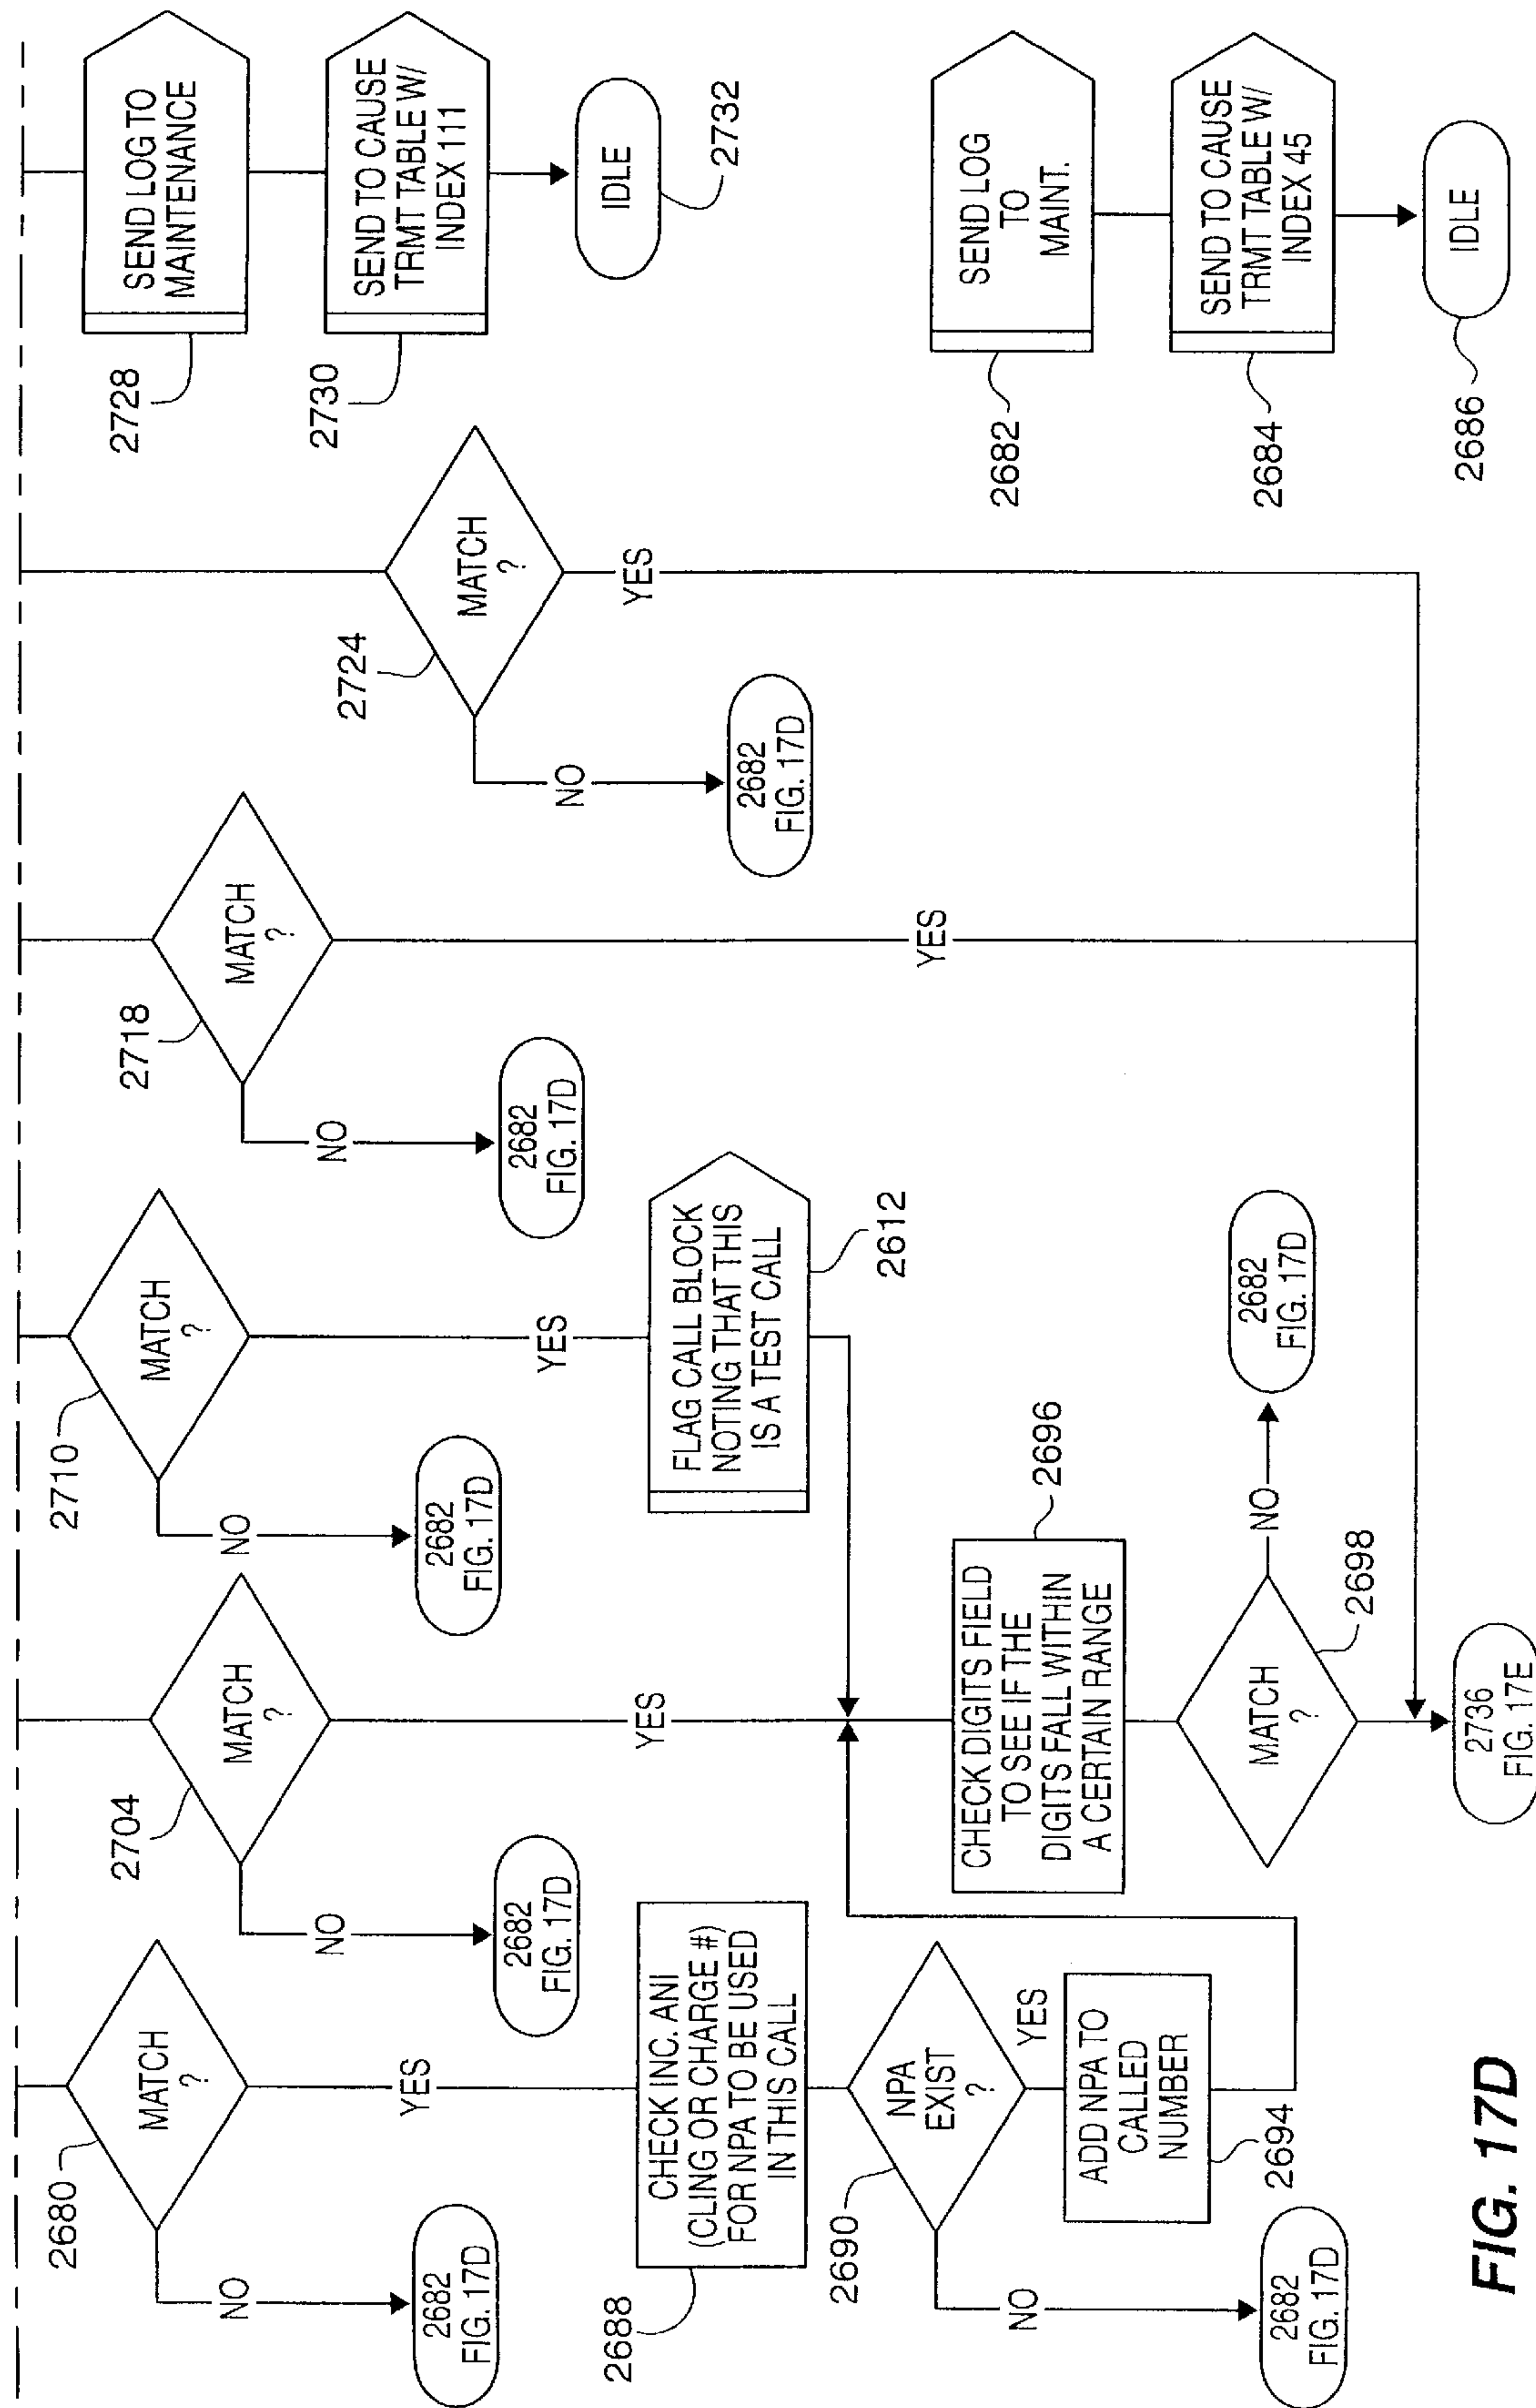 2680
MATCH
?
NO
2682
FIG. 17D
YES
2688
CHECK INC. ANI
(CLING OR CHARGE #)
FOR NPA TO BE USED
IN THIS CALL
2690
NPA
EXIST
?
NO
2682
FIG. 17D
YES
ADD NPA TO
CALLED
NUMBER
2694
2704
MATCH
?
NO
2682
FIG. 17D
YES
2710
MATCH
?
NO
2682
FIG. 17D
YES
FLAG CALL BLOCK
NOTING THAT THIS
IS A TEST CALL
2612
CHECK DIGITS FIELD
TO SEE IF THE
DIGITS FALL WITHIN
A CERTAIN RANGE
2696
MATCH
?
2698
NO
2682
FIG. 17D
2736
FIG. 17E
2718
MATCH
?
NO
2682
FIG. 17D
YES
2724
MATCH
?
NO
2682
FIG. 17D
YES
2728
SEND LOG TO
MAINTENANCE
2730
SEND TO CAUSE
TRMT TABLE W/
INDEX 111
IDLE
2732
2682
SEND LOG
TO
MAINT.
2684
SEND TO CAUSE
TRMT TABLE W/
INDEX 45
2686
IDLE
FIG. 17D